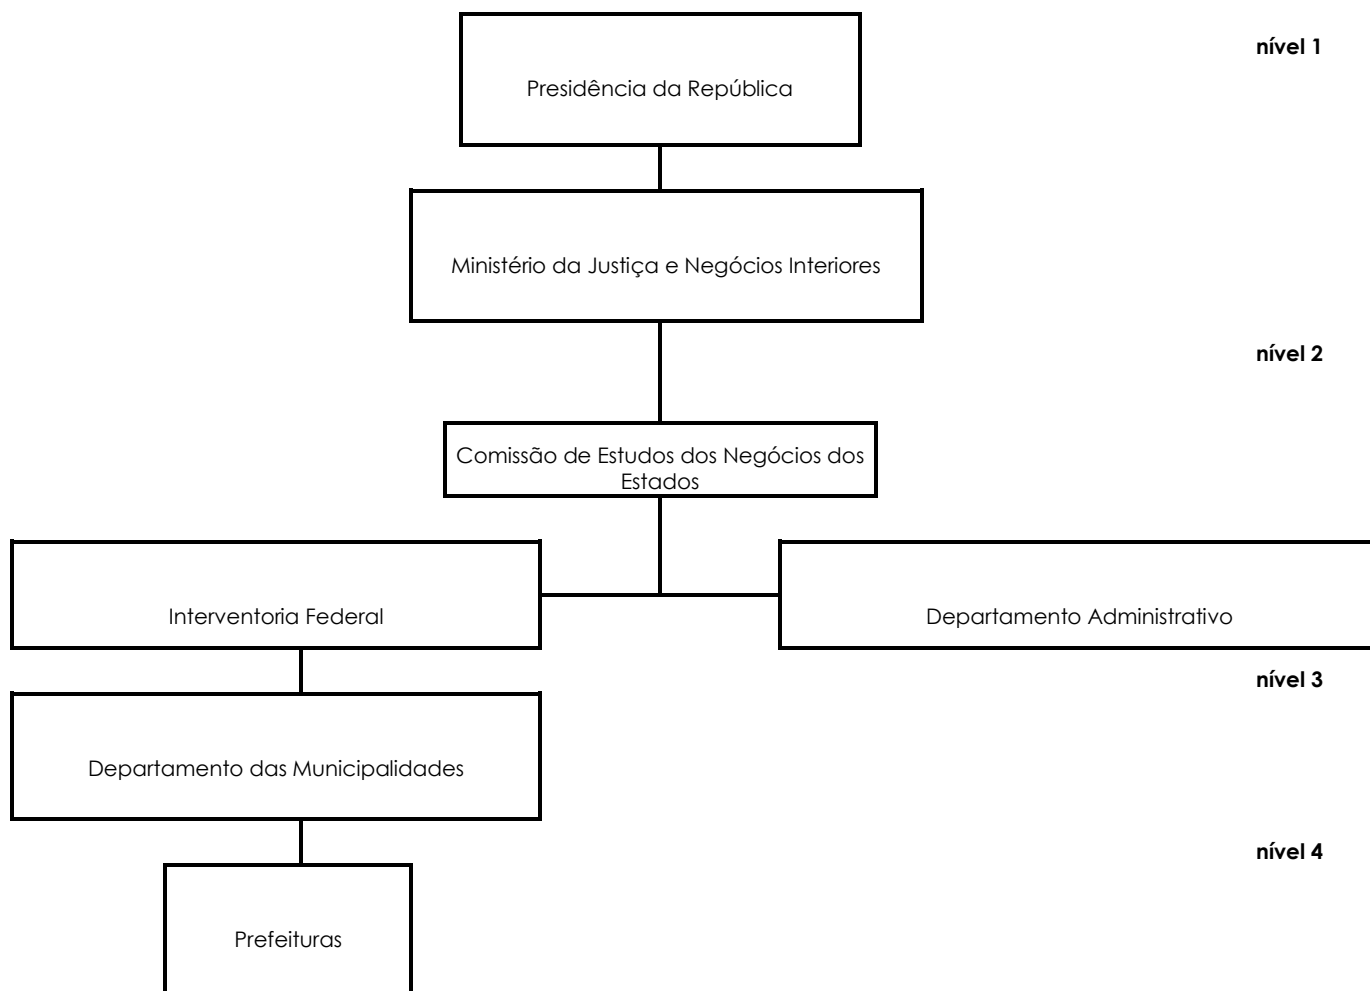 nível 1
Presidência da República
Ministério da Justiça e Negócios Interiores
nível 2
Comissão de Estudos dos Negócios dos
Estados
Interventoria Federal
Departamento Administrativo
nível 3
Departamento das Municipalidades
nível 4
Prefeituras